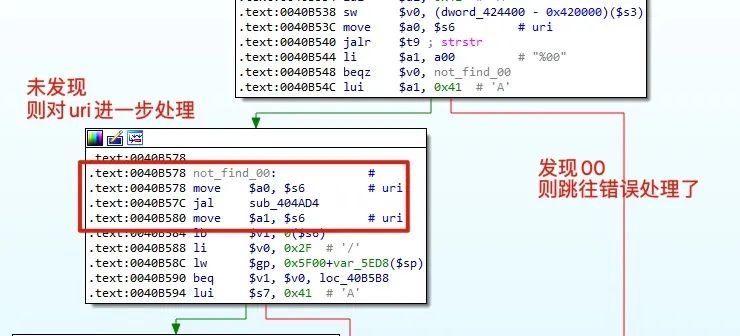 .text:0040B538 sw $v0, (dword_424400 - 0x420000)($s3)
.text:0040B53C move $a0, $s6 # uri
.text:0040B540 jalr $t9 ; strstr
.text:0040B544 li $a1, a00 # "%00"
.text:0040B548 beqz $v0, not_find_00
.text:0040B54C lui $a1, 0x41 # 'A'
未发现
则对uri进一步处理
发现00
则跳往错误处理了
.text:0040B578
.text:0040B578 not_find_00: #
.text:0040B578 move $a0, $s6 # uri
.text:0040B57C jal sub_404AD4
.text:0040B580 move $a1, $s6 # uri
.text:0040B584 lb $v1, 0($s6)
.text:0040B588 li $v0, 0x2F # '/'
.text:0040B58C lw $gp, 0x5F00+var_5ED8($sp)
.text:0040B590 beq $v1, $v0, loc_40B5B8
.text:0040B594 lui $s7, 0x41 # 'A'